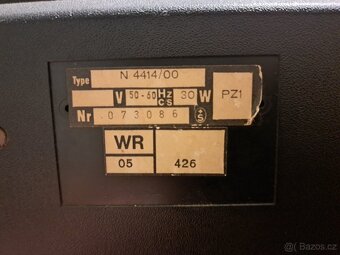 Type N 4414/00
V 50-60 Hz c/s 30 W PZ1
Nr 073086
WR
05 426
Bazos.cz